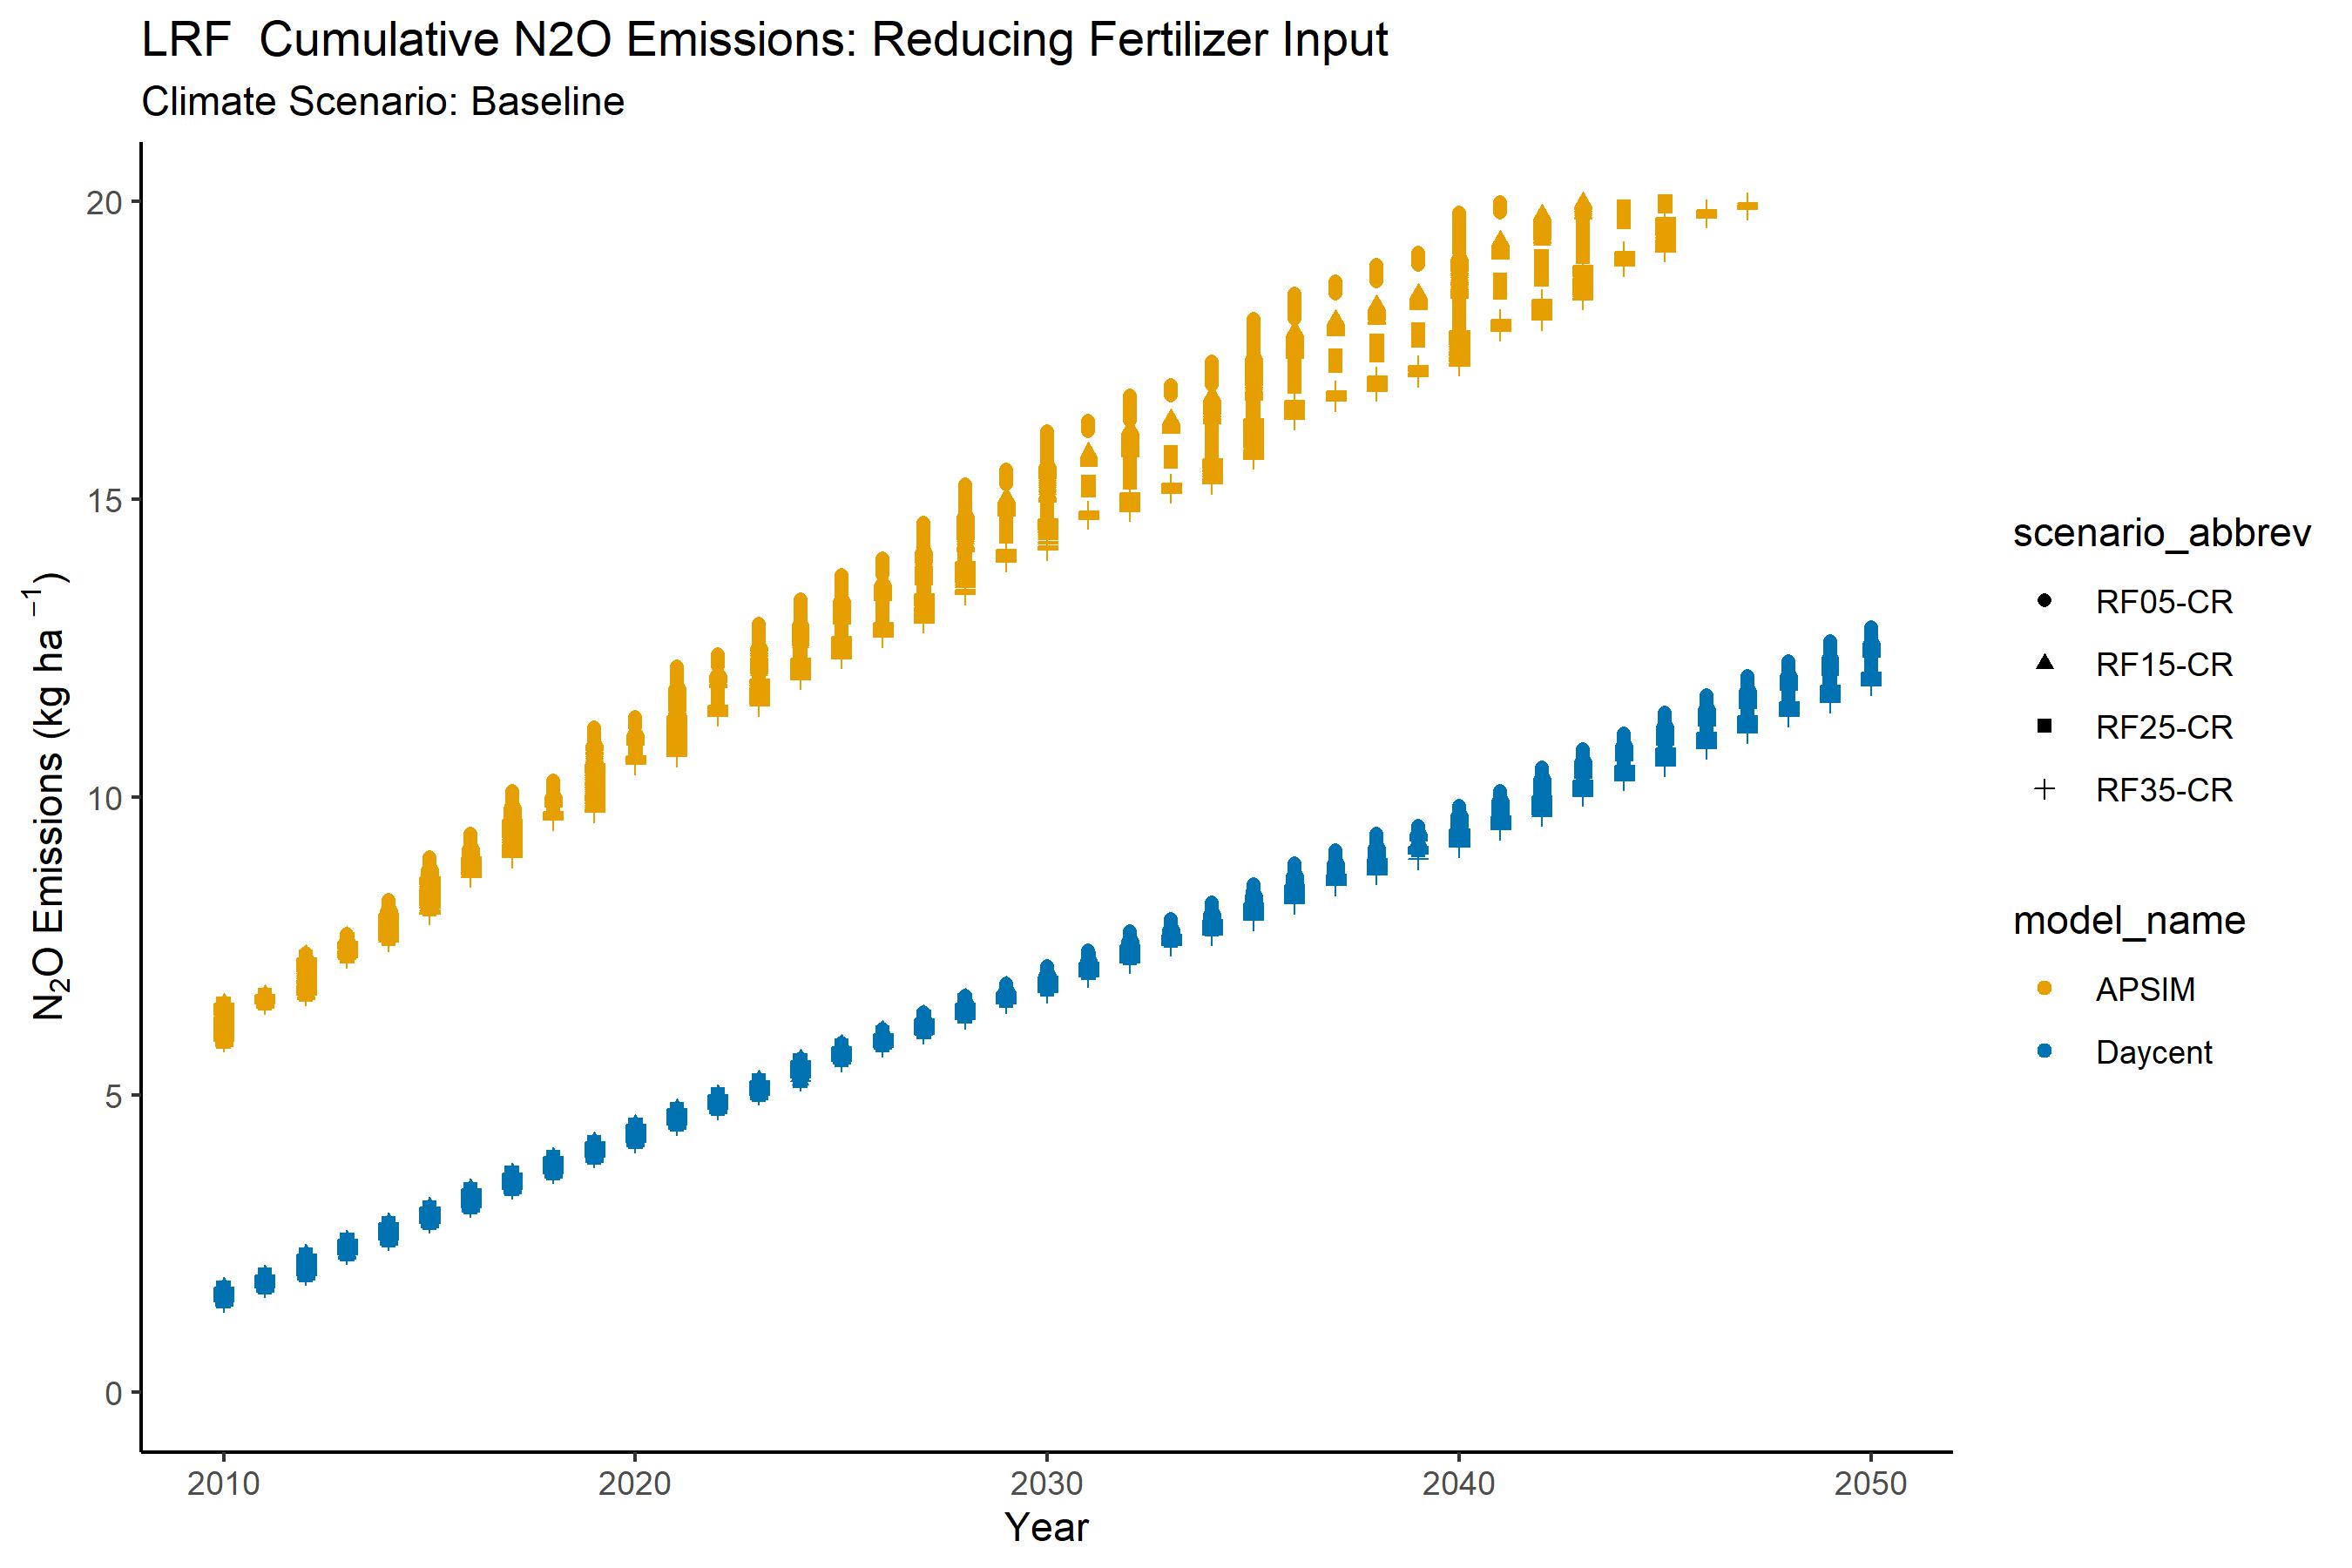 LRF  Cumulative N2O Emissions: Reducing Fertilizer Input
Climate Scenario: Baseline
N₂O Emissions (kg ha ⁻¹)
20
15
10
5
0
2010
2020
2030
2040
2050
Year
scenario_abbrev
RF05-CR
RF15-CR
RF25-CR
RF35-CR
model_name
APSIM
Daycent